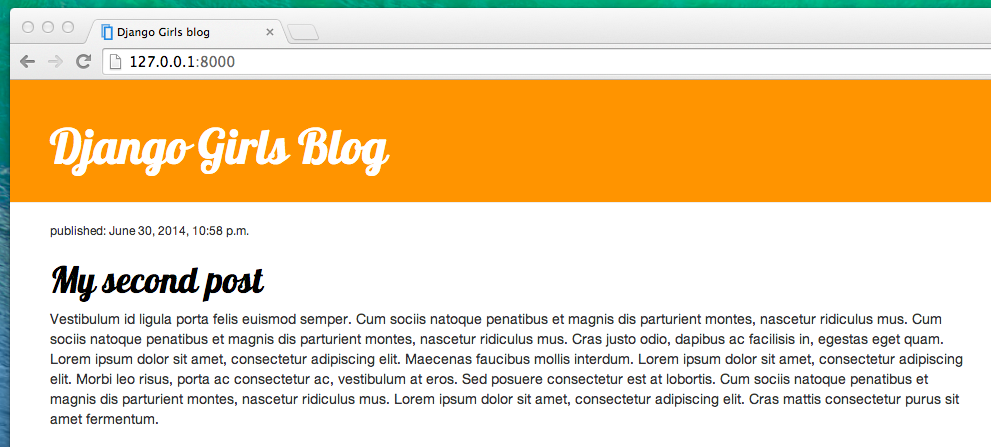 Django Girls blog
127.0.0.1:8000
Django Girls Blog
published: June 30, 2014, 10:58 p.m.
My second post
Vestibulum id ligula porta felis euismod semper. Cum sociis natoque penatibus et magnis dis parturient montes, nascetur ridiculus mus. Cum
sociis natoque penatibus et magnis dis parturient montes, nascetur ridiculus mus. Cras justo odio, dapibus ac facilisis in, egestas eget quam.
Lorem ipsum dolor sit amet, consectetur adipiscing elit. Maecenas faucibus mollis interdum. Lorem ipsum dolor sit amet, consectetur adipiscing
elit. Morbi leo risus, porta ac consectetur ac, vestibulum at eros. Sed posuere consectetur est at lobortis. Cum sociis natoque penatibus et
magnis dis parturient montes, nascetur ridiculus mus. Lorem ipsum dolor sit amet, consectetur adipiscing elit. Cras mattis consectetur purus sit
amet fermentum.